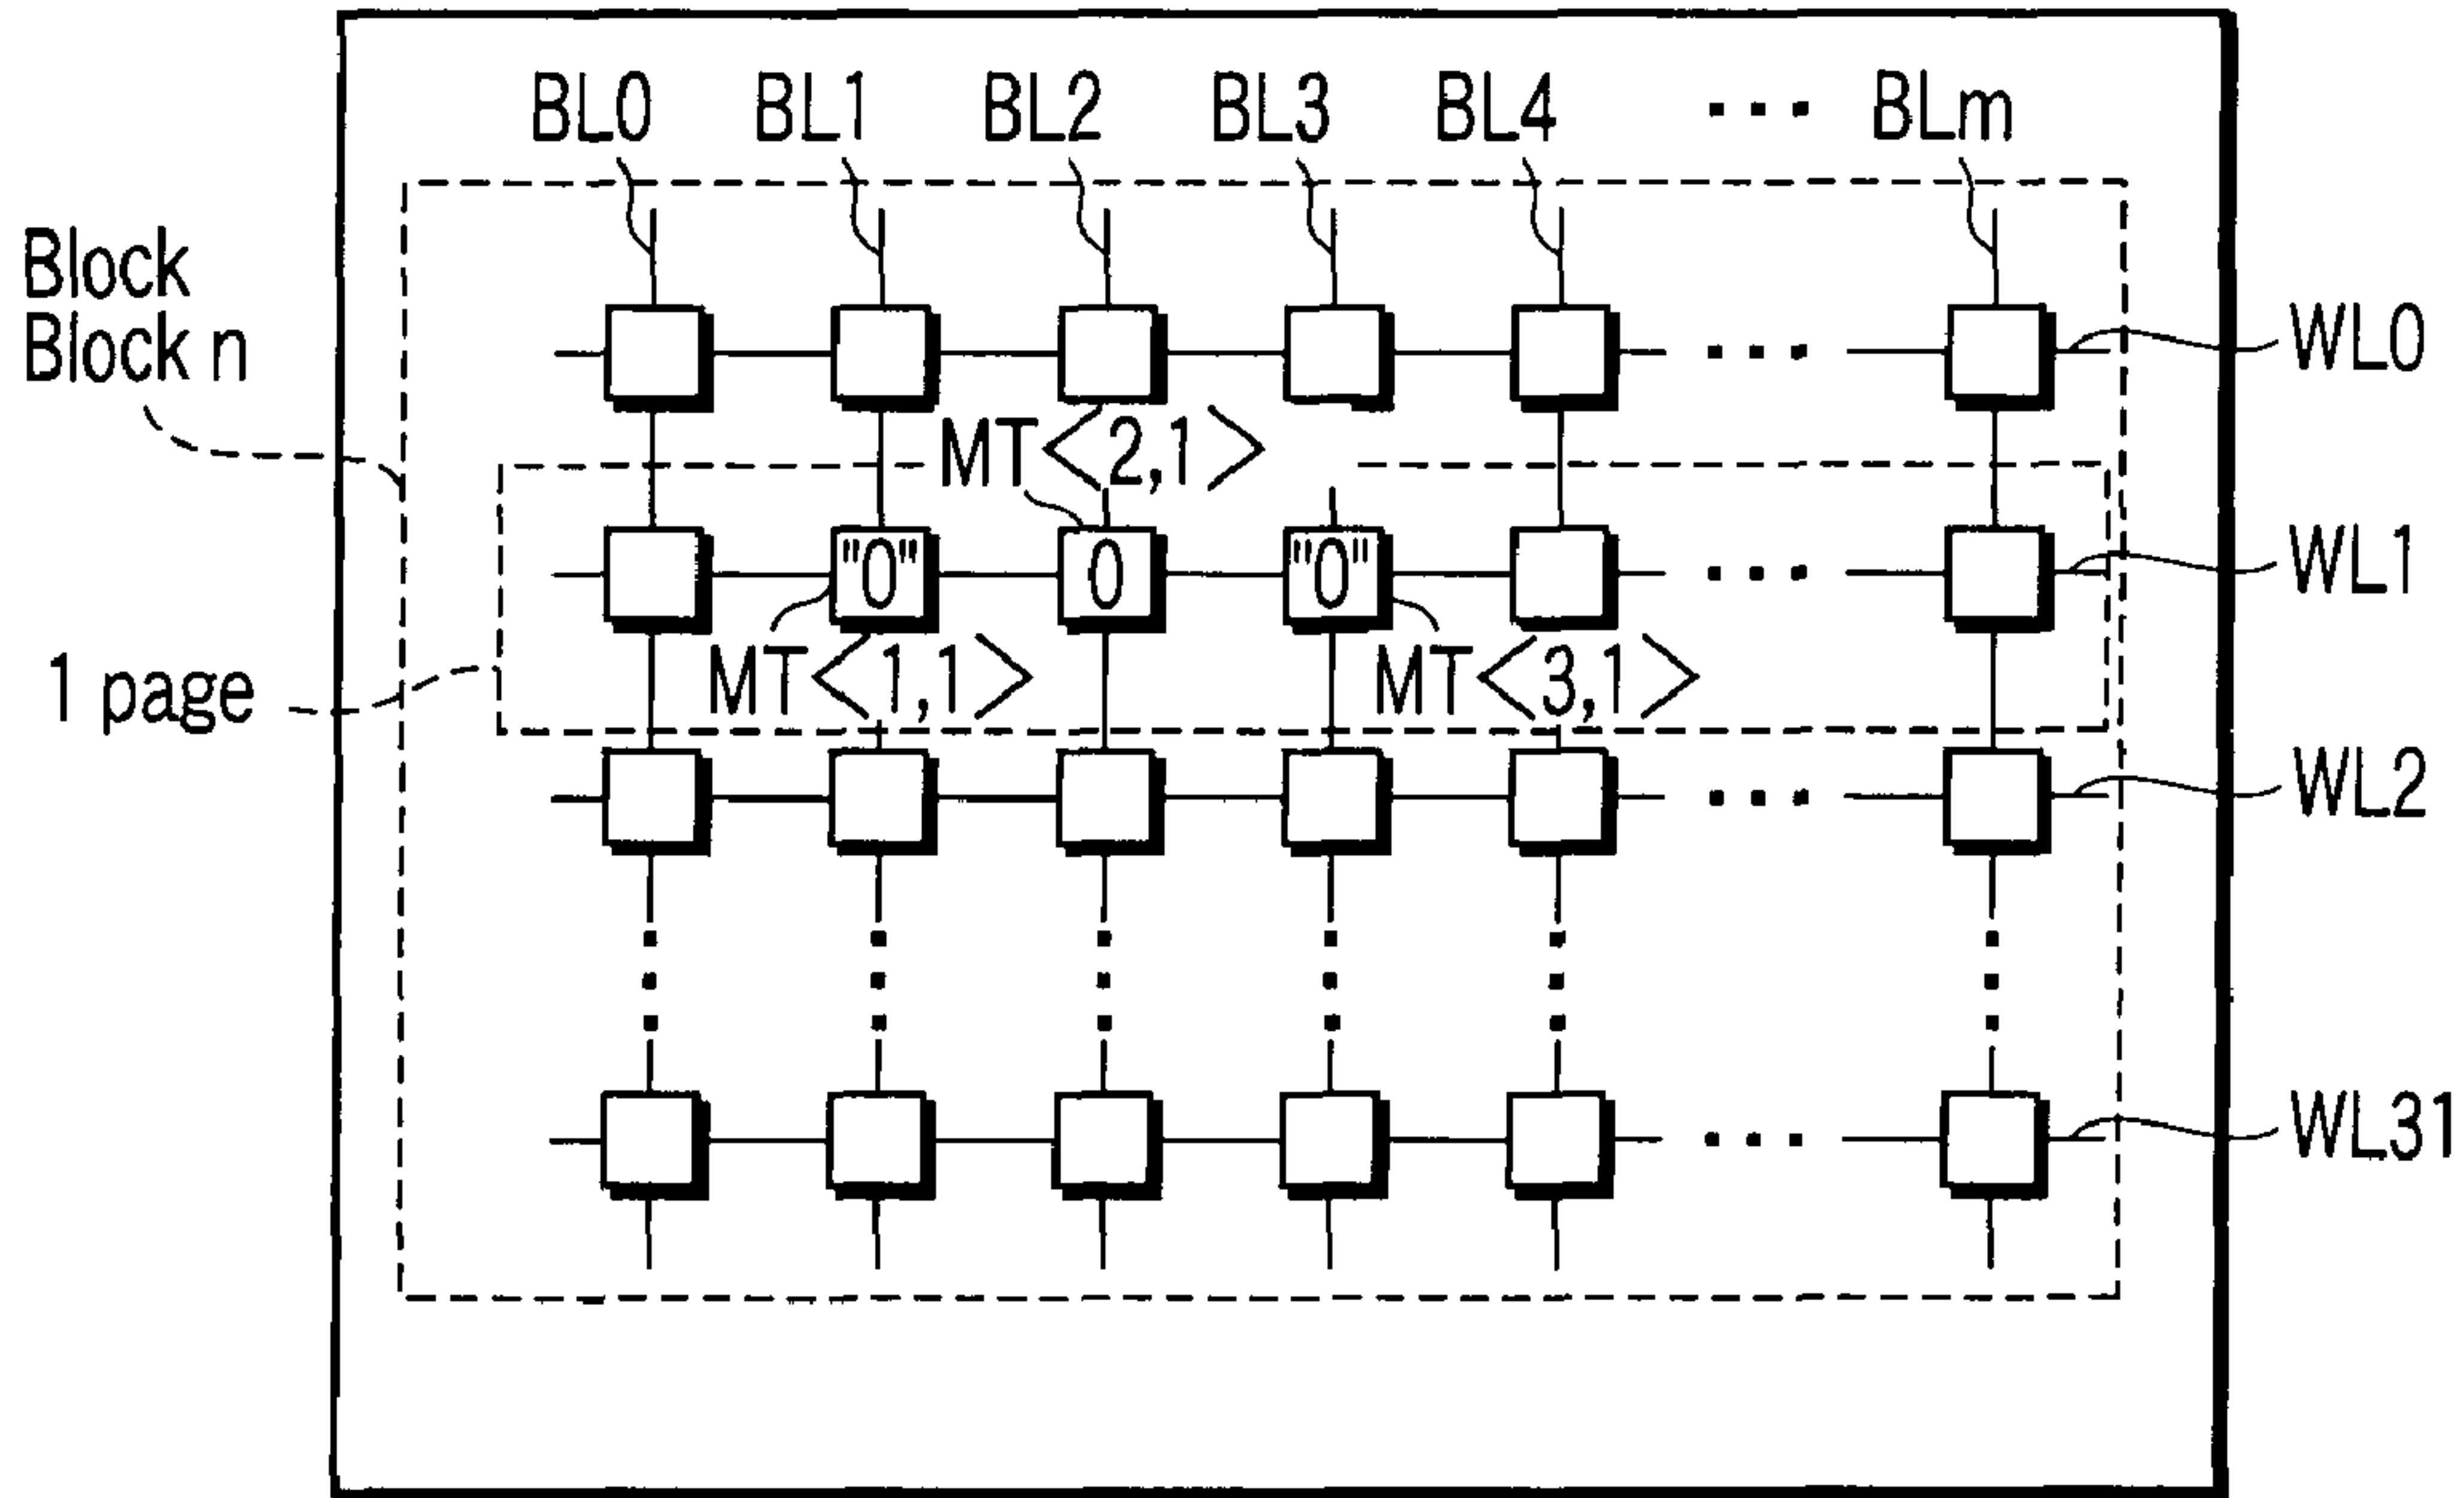 BL0 BL1 BL2 BL3 BL4 ... BLm
Block
Block n
WL0
MT<2,1>
"0" 0 "0"
WL1
1 page
MT<1,1> MT<3,1>
WL2
WL31